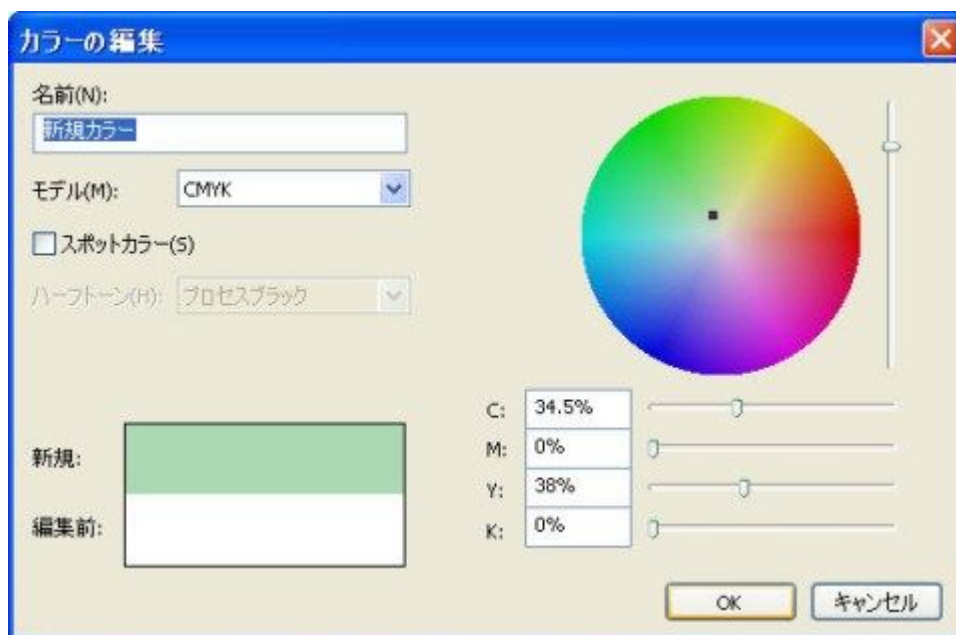 カラーの編集
名前(N):
新規カラー
モデル(M): CMYK
スポットカラー(S)
ハーフトーン(H): プロセスブラック
新規:
編集前:
C: 34.5%
M: 0%
Y: 38%
K: 0%
OK キャンセル